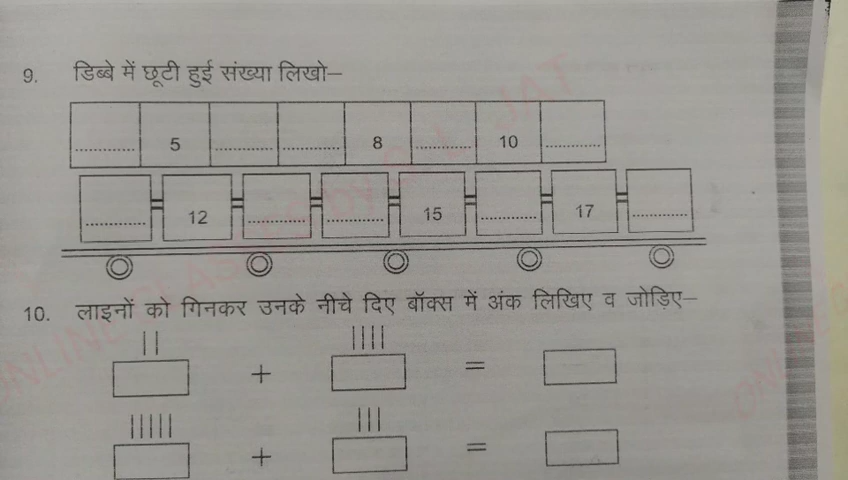 9. डिब्बे में छूटी हुई संख्या लिखो–
............ 5 ............ ............ 8 ............ 10 ............
............ 12 ............ ............ 15 ............ 17 ............
10. लाइनों को गिनकर उनके नीचे दिए बॉक्स में अंक लिखिए व जोड़िए–
|| ||||
+ =
||||| |||
+ =